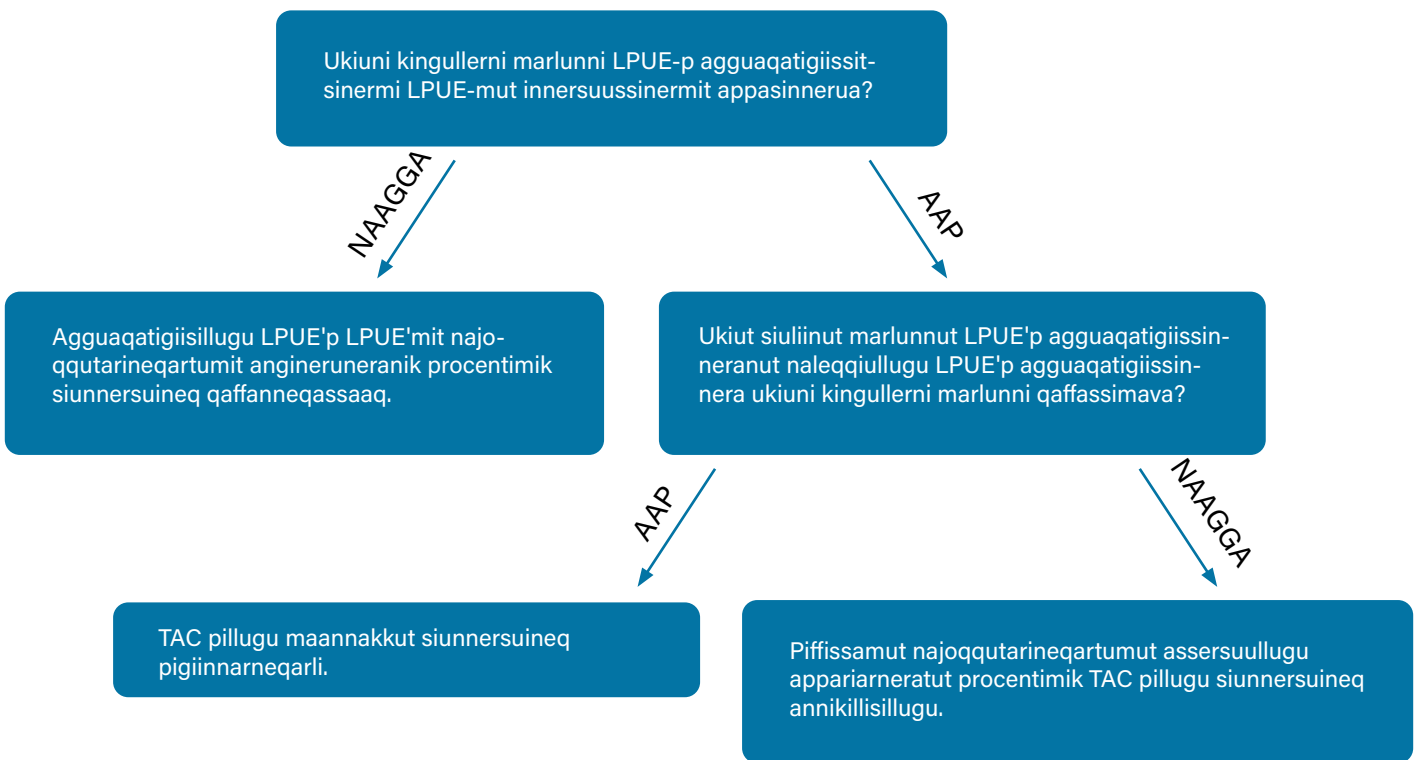 Ukiuni kingullerni marlunni LPUE-p agguaqatigiissit-
sinermi LPUE-mut innersuussinermit appasinnerua?
NAAGGA
AAP
Agguaqatigiisillugu LPUE'p LPUE'mit najo-
qqutarineqartumit angineruneranik procentimik
siunnersuineq qaffanneqassaaq.
Ukiut siuliinut marlunnut LPUE'p agguaqatigiissin-
neranut naleqqiullugu LPUE'p agguaqatigiissin-
nera ukiuni kingullerni marlunni qaffassimava?
AAP
NAAGGA
TAC pillugu maannakkut siunnersuineq
pigiinnarneqarli.
Piffissamut najoqqutarineqartumut assersuullugu
appariarneratut procentimik TAC pillugu siunnersuineq
annikillisillugu.